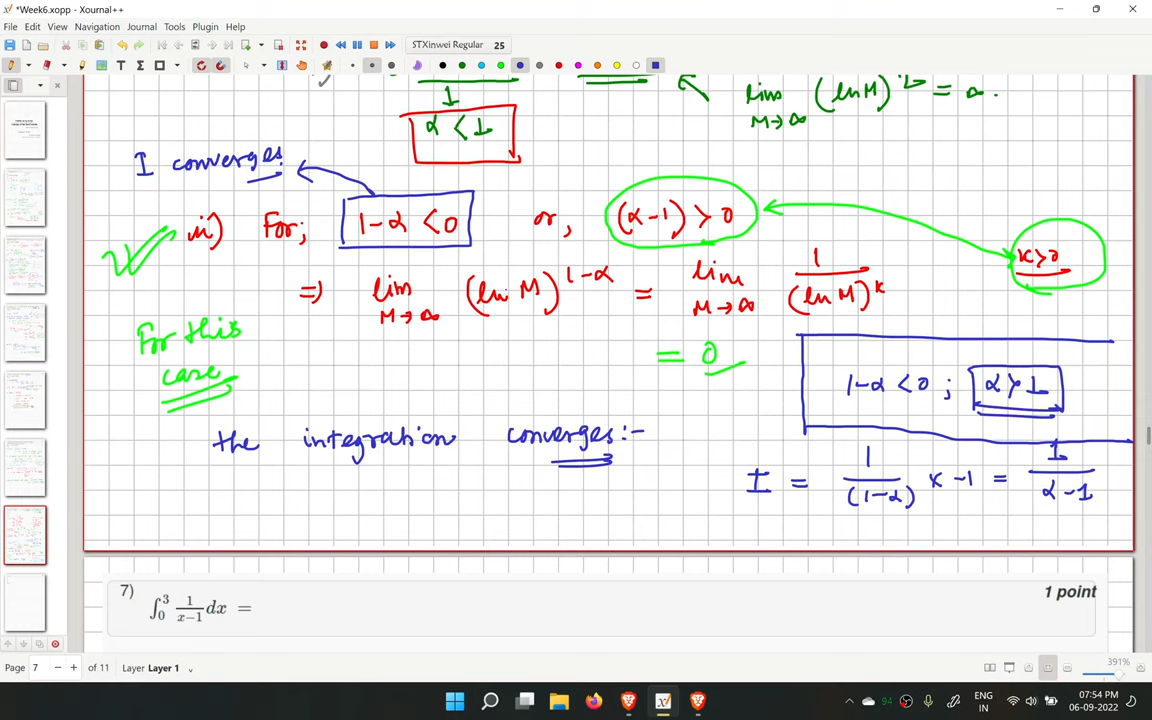 *Week6.xopp - Xournal++
File Edit View Navigation Journal Tools Plugin Help
STXinwei Regular 25
1
α < 1
lim (ln M) = ∞.
M→∞
I converges
ii) For; 1-α < 0 or, (α-1) > 0
K>0
⇒ lim (ln M)^1-α = lim 1/(ln M)^K
M→∞ M→∞
= 0
For this
case
1-α < 0 ; α > 1
the integration converges:-
I = 1/(1-α) × -1 = 1/α-1
7) ∫₀³ 1/x−1 dx =
1 point
Page 7 of 11 Layer Layer 1
391%
94 ENG IN 07:54 PM 06-09-2022